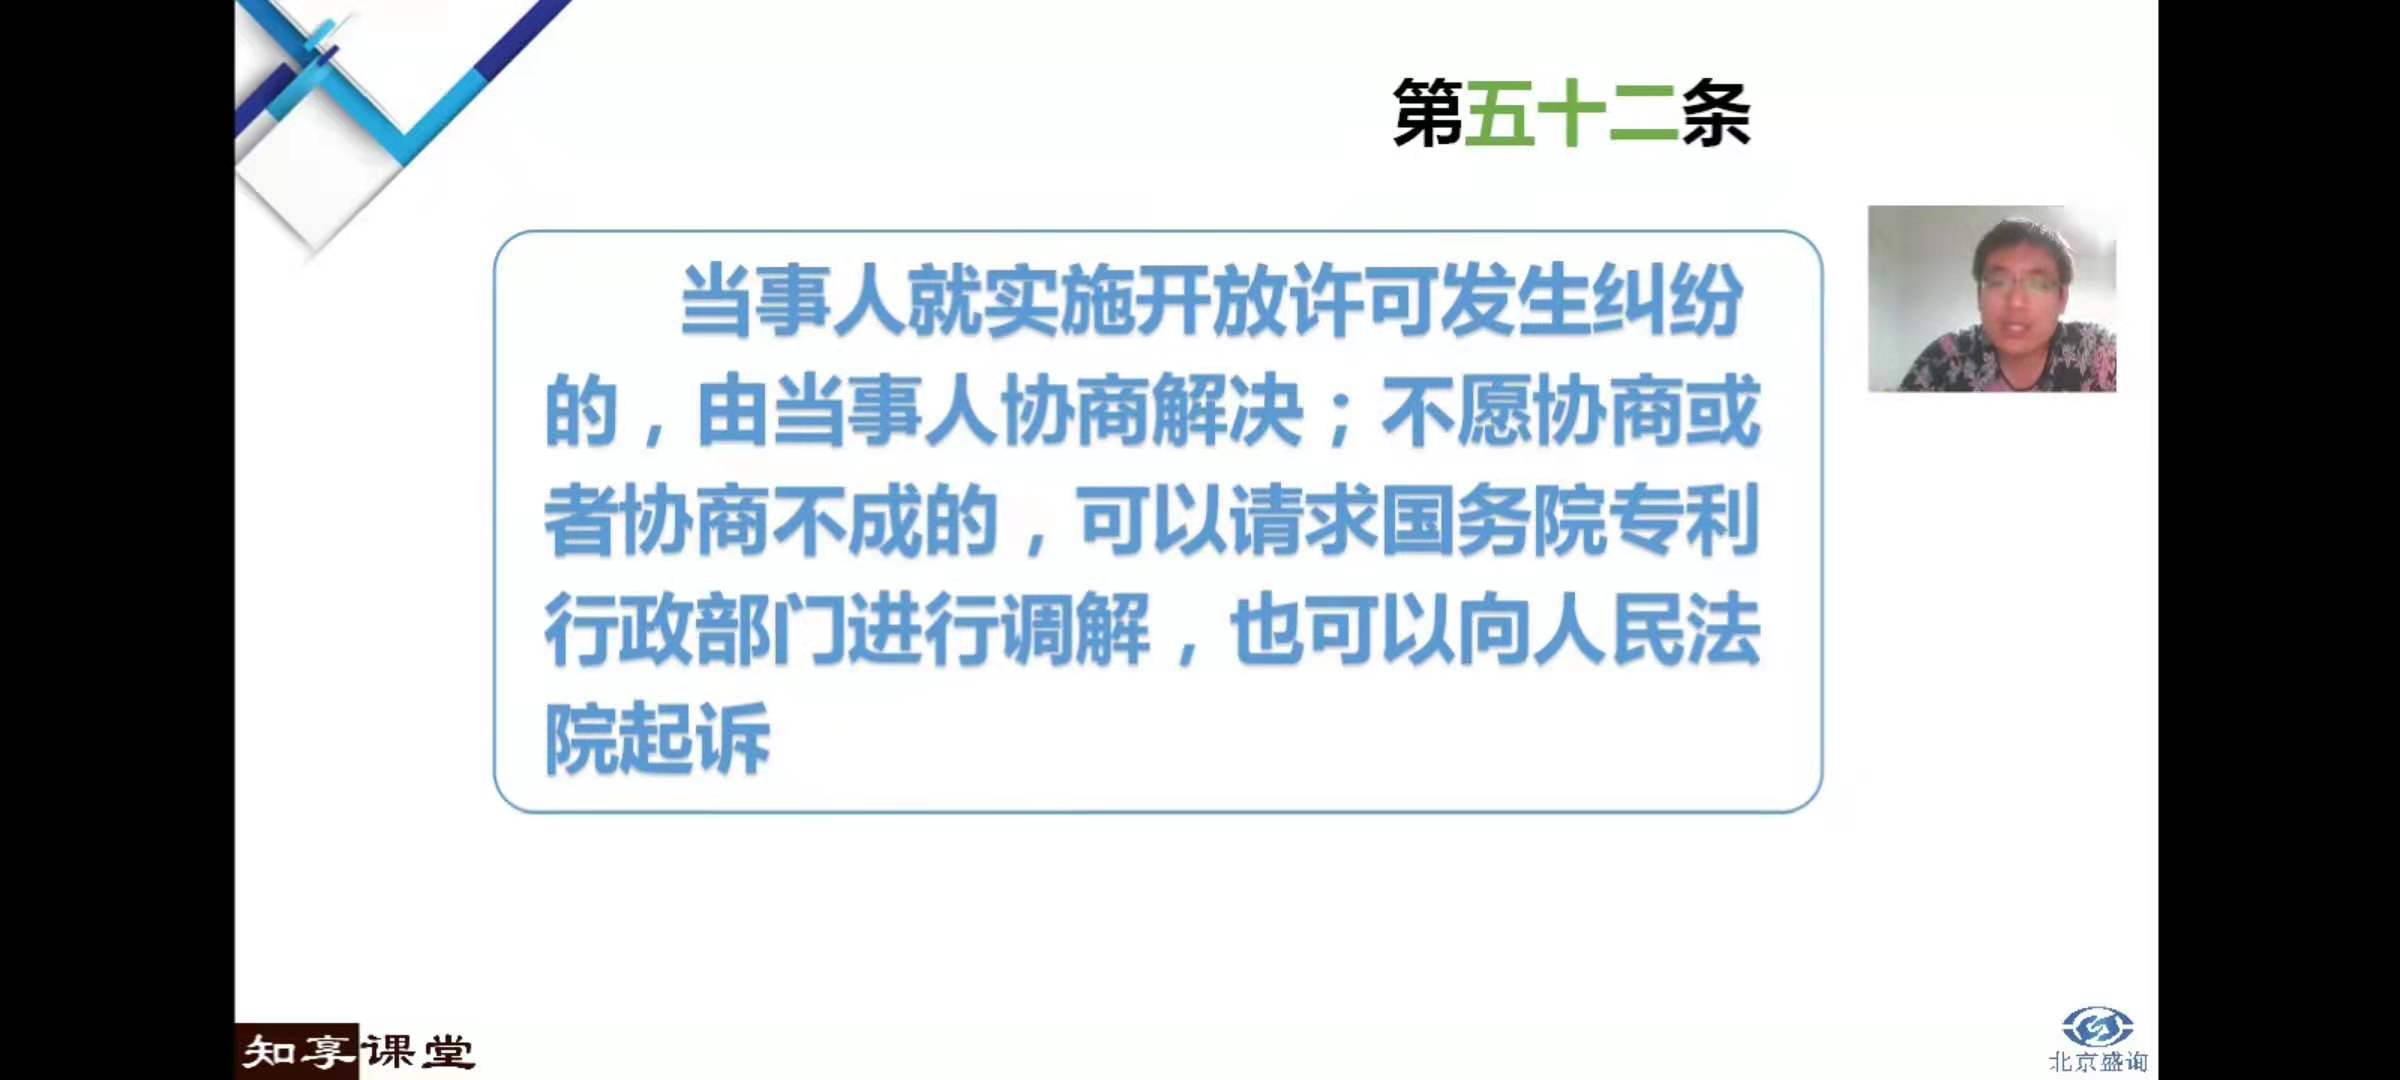 第五十二条
当事人就实施开放许可发生纠纷
的，由当事人协商解决；不愿协商或
者协商不成的，可以请求国务院专利
行政部门进行调解，也可以向人民法
院起诉
知享课堂
北京盛询